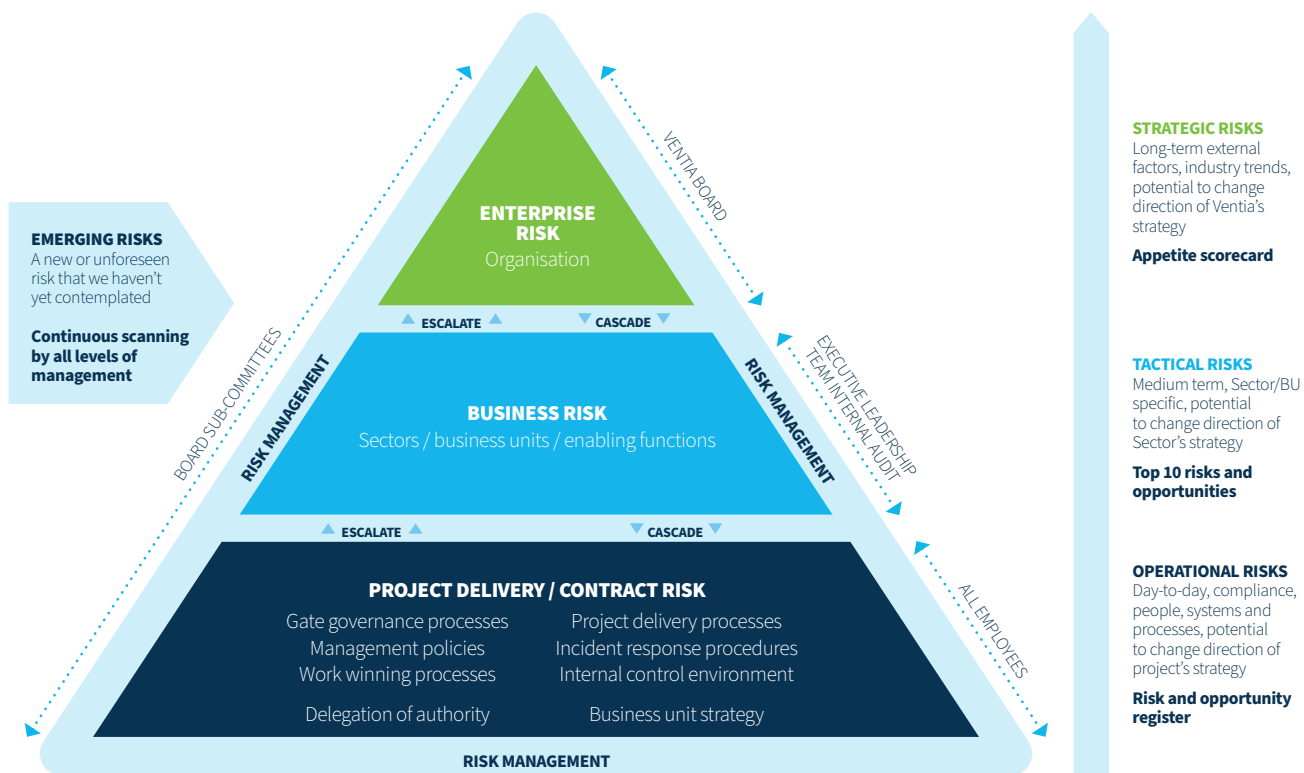 EMERGING RISKS
A new or unforeseen
risk that we haven't
yet contemplated
Continuous scanning
by all levels of
management
BOARD SUB-COMMITTEES
RISK MANAGEMENT
ENTERPRISE
RISK
Organisation
ESCALATE
CASCADE
BUSINESS RISK
Sectors / business units / enabling functions
ESCALATE
CASCADE
PROJECT DELIVERY / CONTRACT RISK
Gate governance processes
Management policies
Work winning processes
Delegation of authority
Project delivery processes
Incident response procedures
Internal control environment
Business unit strategy
RISK MANAGEMENT
RISK MANAGEMENT
VENTIA BOARD
EXECUTIVE LEADERSHIP
TEAM INTERNAL AUDIT
ALL EMPLOYEES
STRATEGIC RISKS
Long-term external
factors, industry trends,
potential to change
direction of Ventia's
strategy
Appetite scorecard
TACTICAL RISKS
Medium term, Sector/BU
specific, potential
to change direction of
Sector's strategy
Top 10 risks and
opportunities
OPERATIONAL RISKS
Day-to-day, compliance,
people, systems and
processes, potential
to change direction of
project's strategy
Risk and opportunity
register